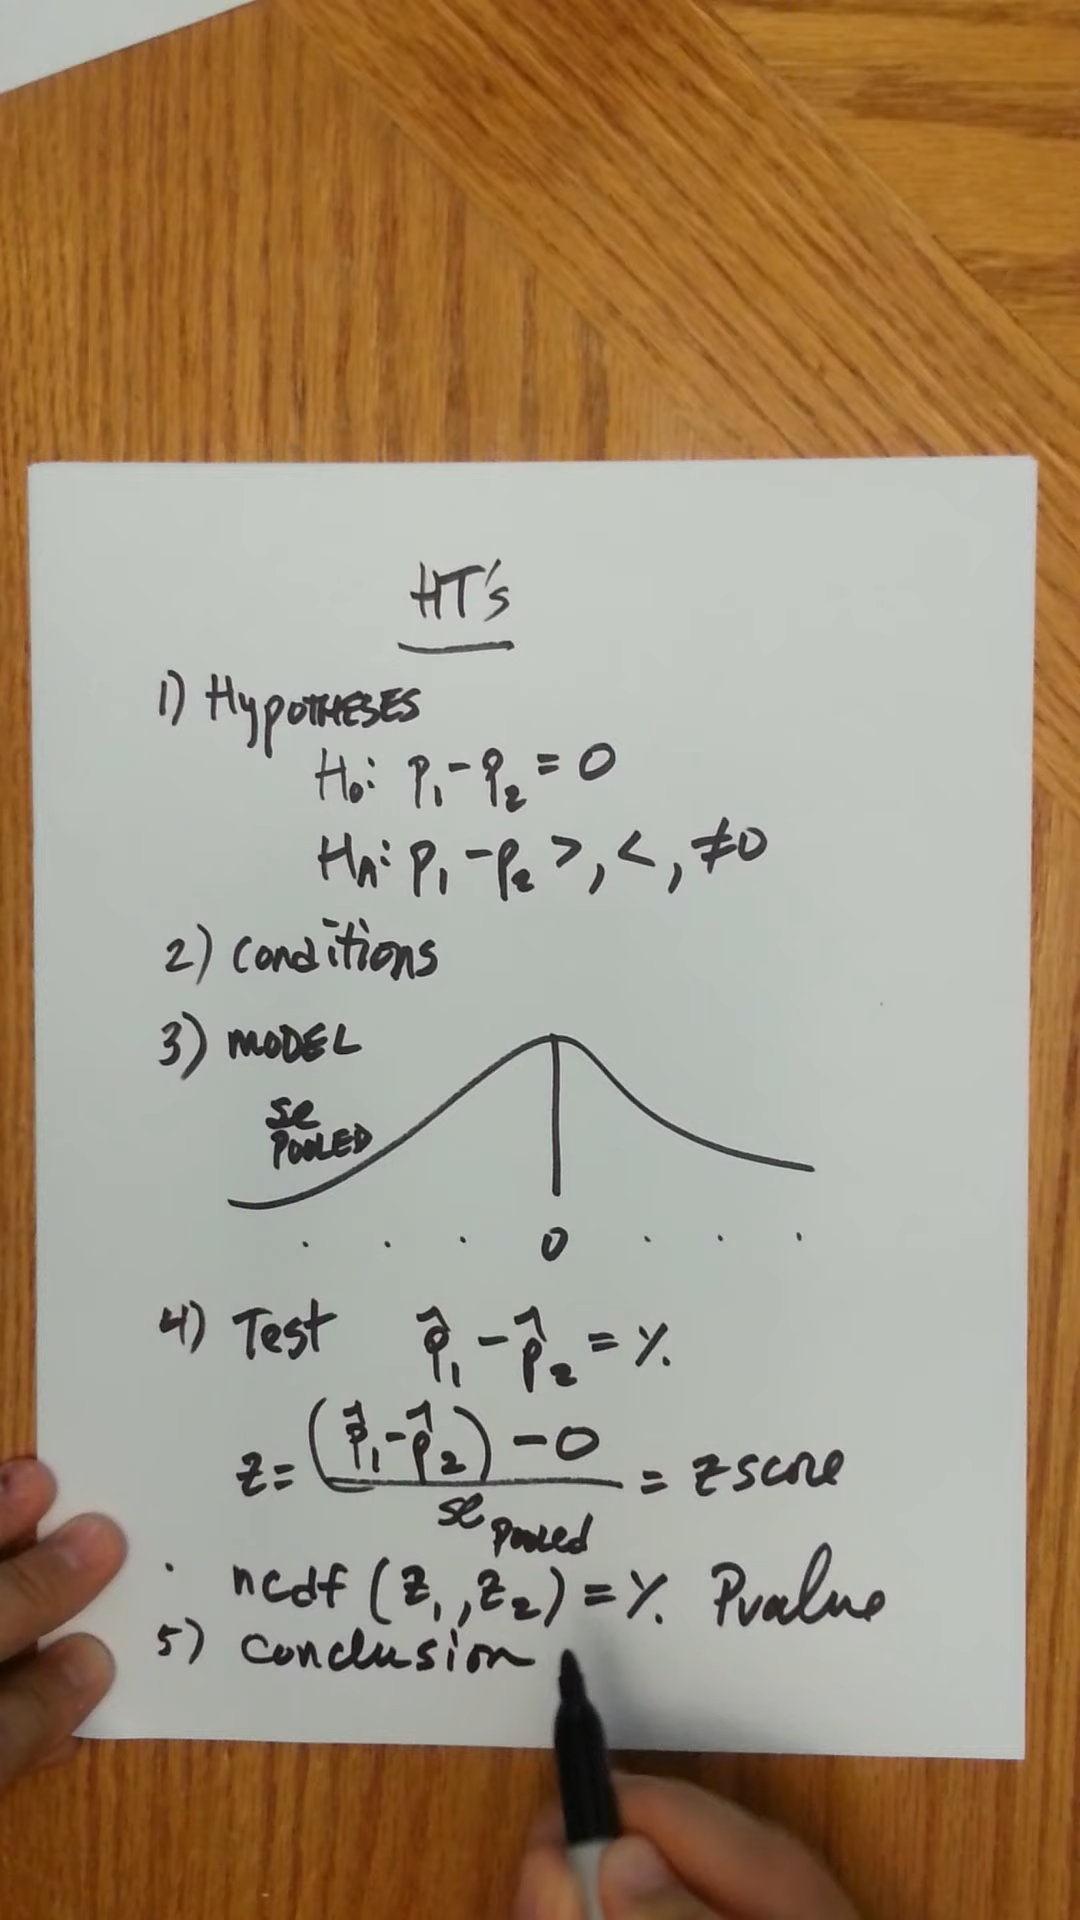 HT's
1) HypOTHESES
H₀: p₁-p₂ = 0
HA: p₁-p₂ >, <, ≠0
2) Conditions
3) MODEL
se
POOLED
0
4) Test p̂₁ - p̂₂ = %
z = (p̂₁-p̂₂) - 0 / se pooled = z score
ncdf (z₁, z₂) = % Pvalue
5) Conclusion